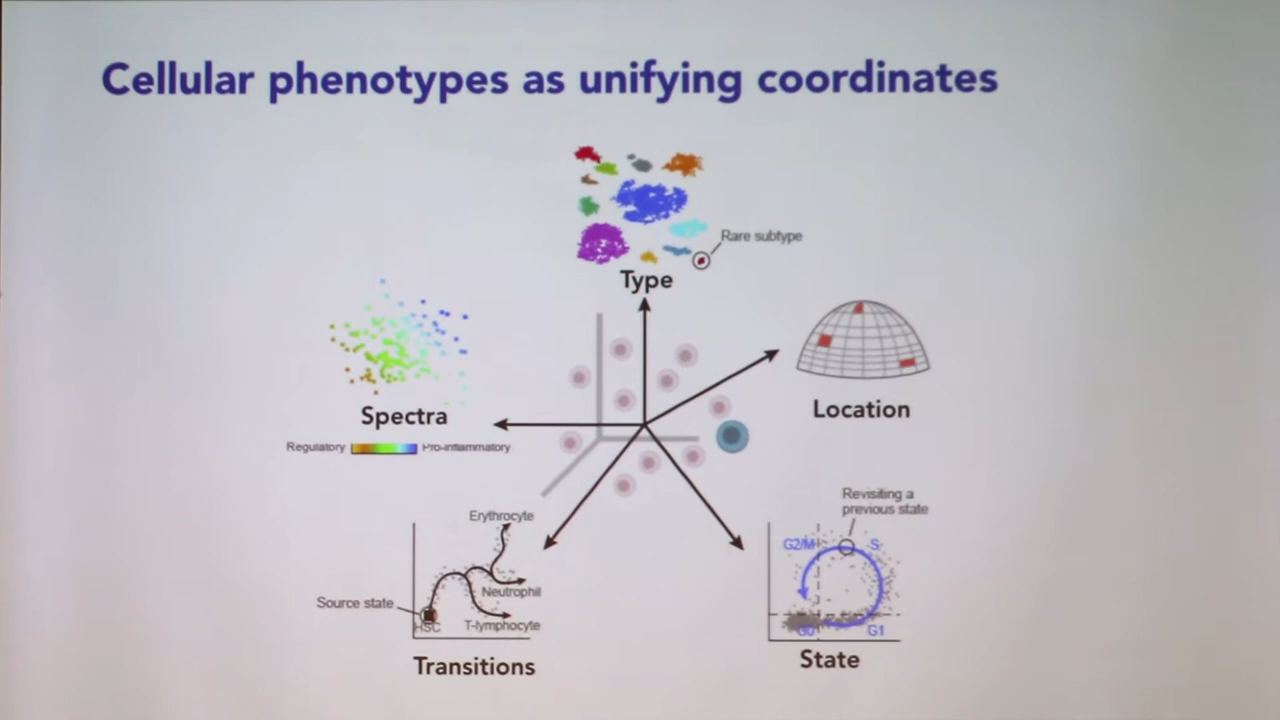 Cellular phenotypes as unifying coordinates
Rare subtype
Type
Spectra
Regulatory
Pro-inflammatory
Location
Erythrocyte
Neutrophil
T-lymphocyte
Source state
HSC
Transitions
Revisiting a
previous state
G2/M
S
G0
G1
State